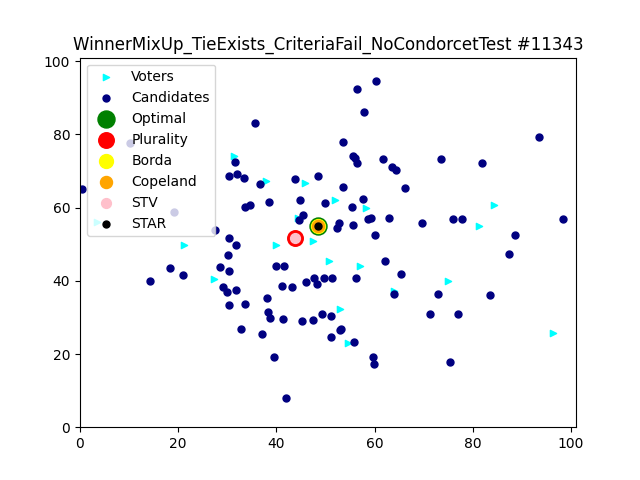 WinnerMixUp_TieExists_CriteriaFail_NoCondorcetTest #11343
Voters
Candidates
Optimal
Plurality
Borda
Copeland
STV
STAR
100
80
60
40
20
0
0 20 40 60 80 100